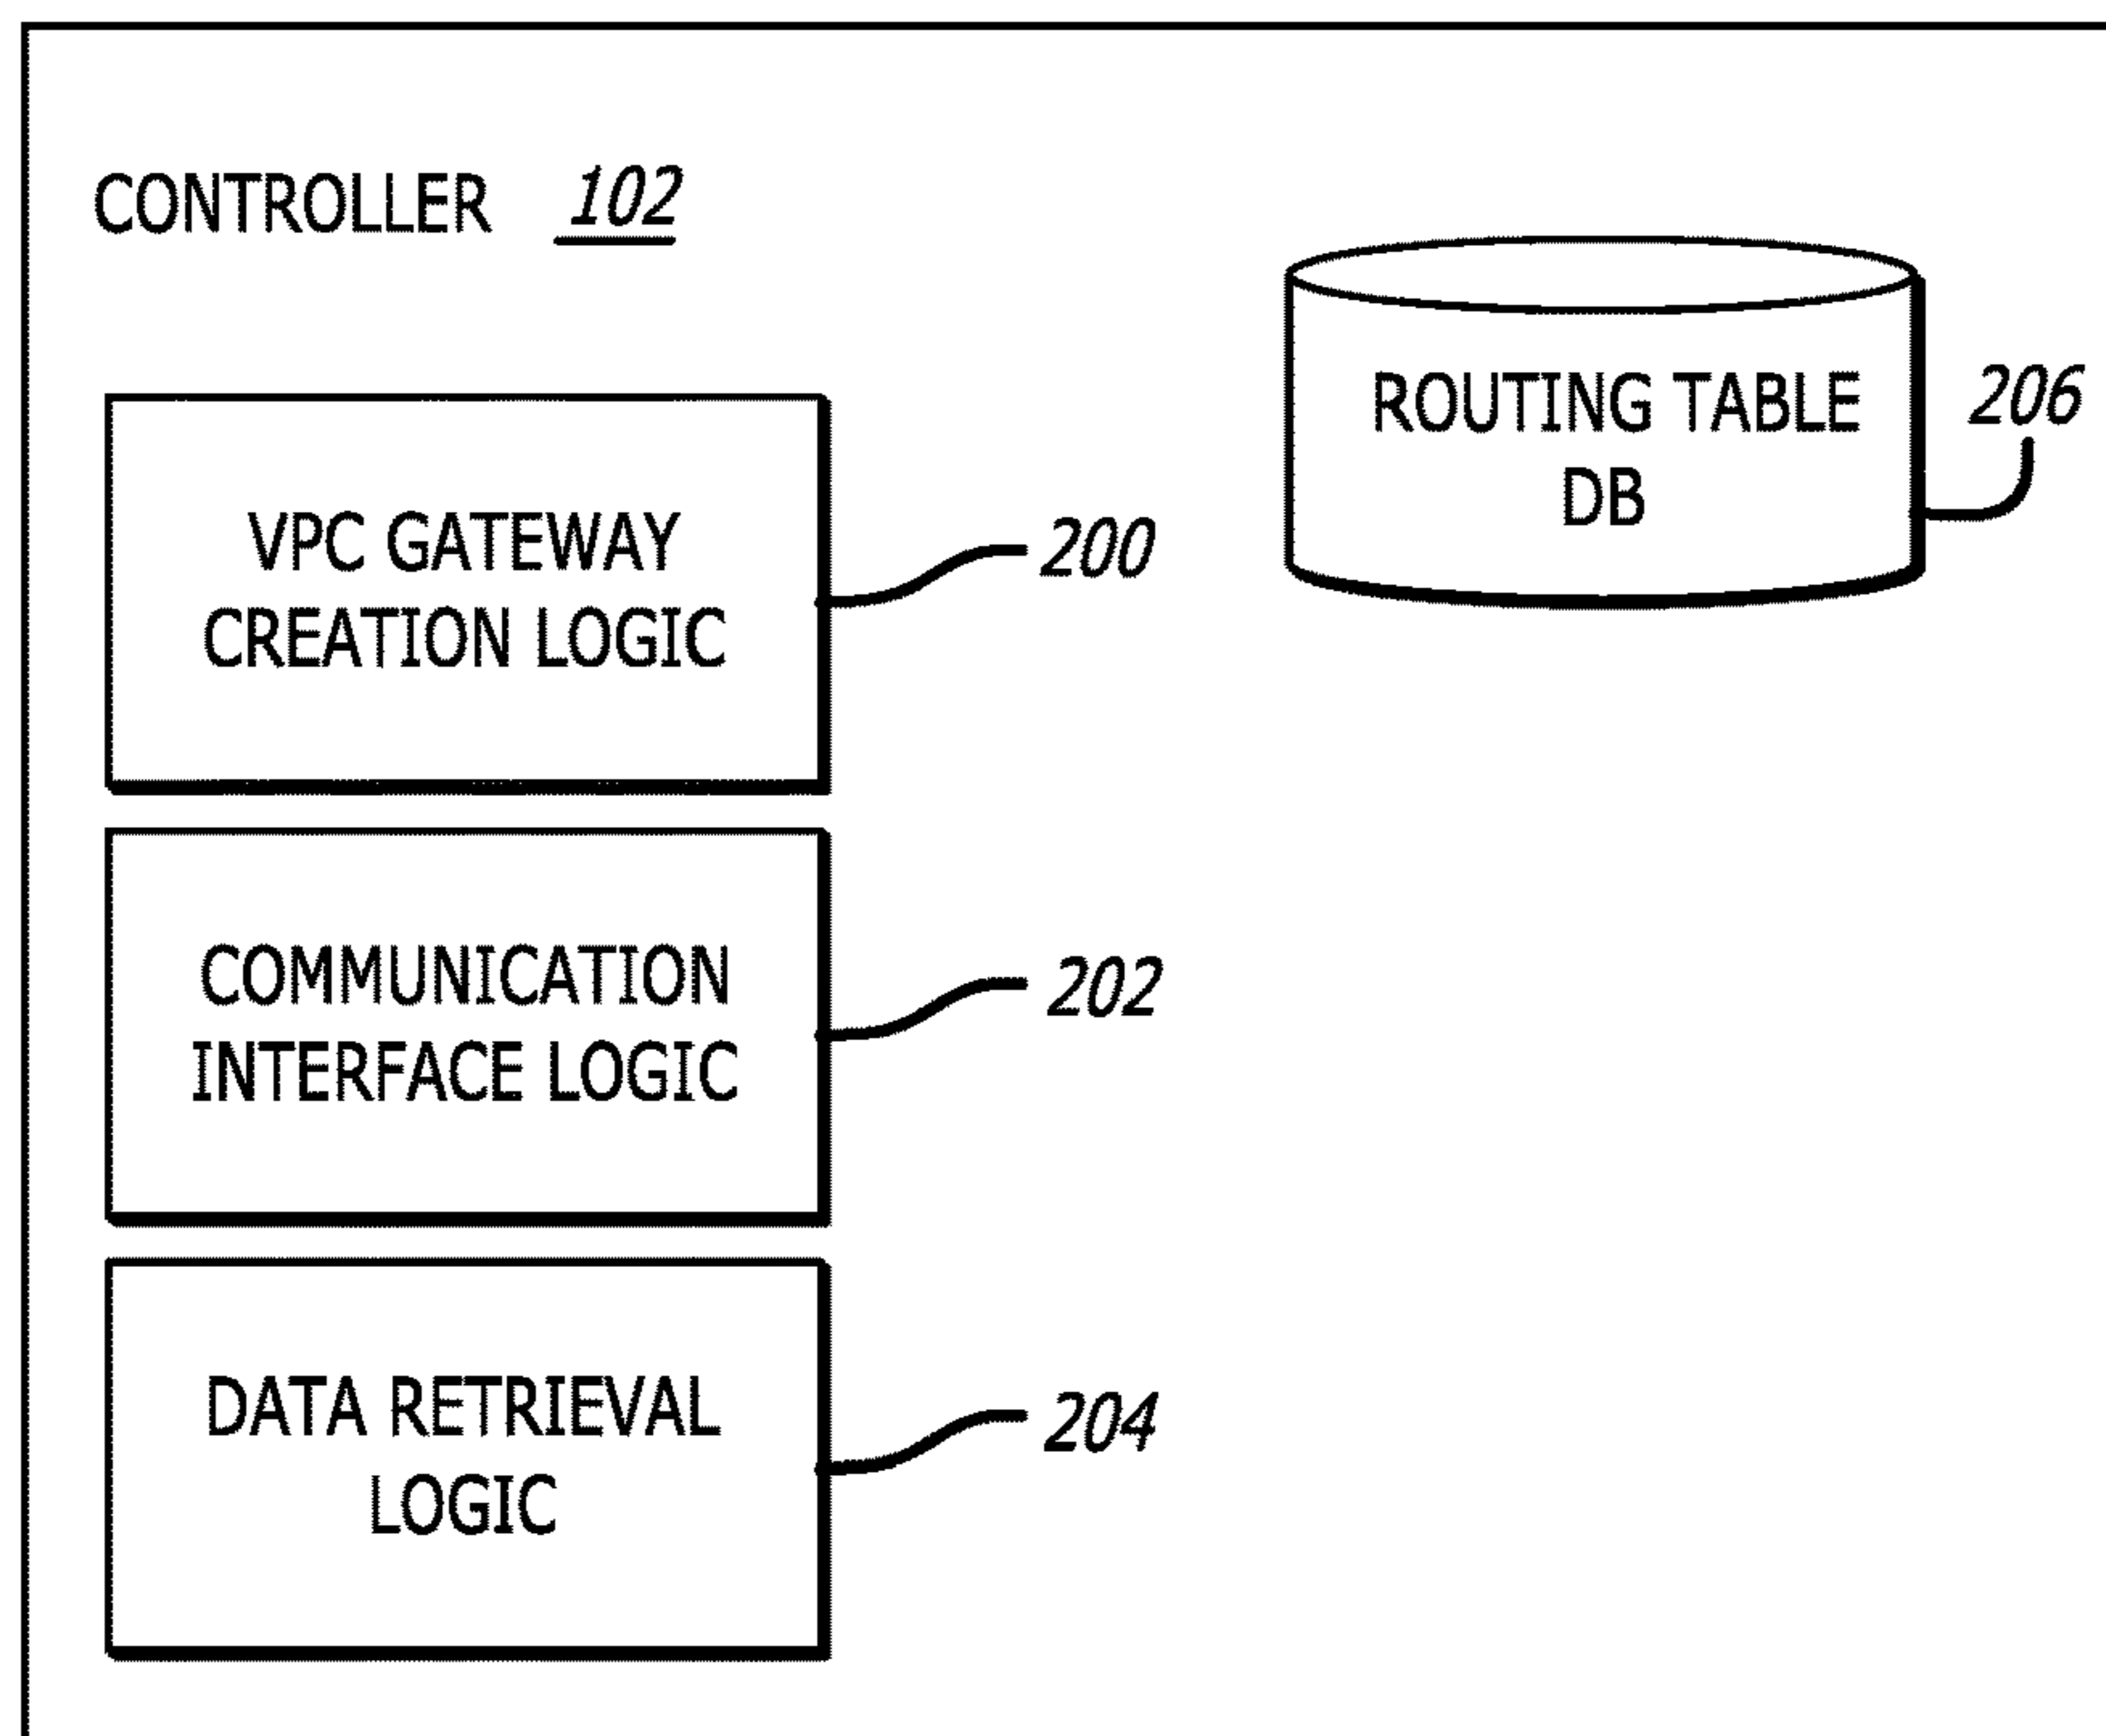 CONTROLLER 102
ROUTING TABLE
DB
206
VPC GATEWAY
CREATION LOGIC
200
COMMUNICATION
INTERFACE LOGIC
202
DATA RETRIEVAL
LOGIC
204